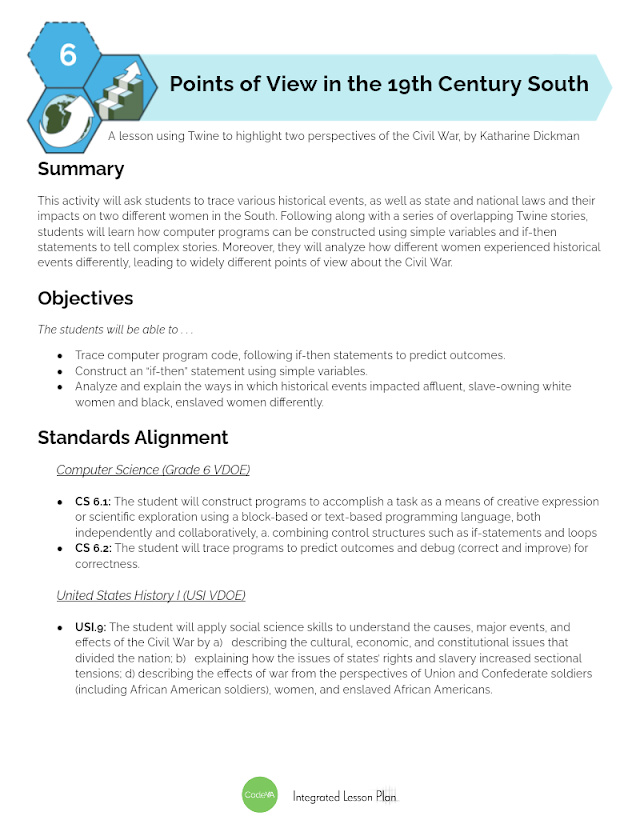 6
Points of View in the 19th Century South
A lesson using Twine to highlight two perspectives of the Civil War, by Katharine Dickman
Summary
This activity will ask students to trace various historical events, as well as state and national laws and their
impacts on two different women in the South. Following along with a series of overlapping Twine stories,
students will learn how computer programs can be constructed using simple variables and if-then
statements to tell complex stories. Moreover, they will analyze how different women experienced historical
events differently, leading to widely different points of view about the Civil War.
Objectives
The students will be able to . . .
● Trace computer program code, following if-then statements to predict outcomes.
● Construct an “if-then” statement using simple variables.
● Analyze and explain the ways in which historical events impacted affluent, slave-owning white
women and black, enslaved women differently.
Standards Alignment
Computer Science (Grade 6 VDOE)
● CS 6.1: The student will construct programs to accomplish a task as a means of creative expression
or scientific exploration using a block-based or text-based programming language, both
independently and collaboratively, a. combining control structures such as if-statements and loops
● CS 6.2: The student will trace programs to predict outcomes and debug (correct and improve) for
correctness.
United States History I (USI VDOE)
● USI.9: The student will apply social science skills to understand the causes, major events, and
effects of the Civil War by a) describing the cultural, economic, and constitutional issues that
divided the nation; b) explaining how the issues of states’ rights and slavery increased sectional
tensions; d) describing the effects of war from the perspectives of Union and Confederate soldiers
(including African American soldiers), women, and enslaved African Americans.
CodeVA Integrated Lesson Plan